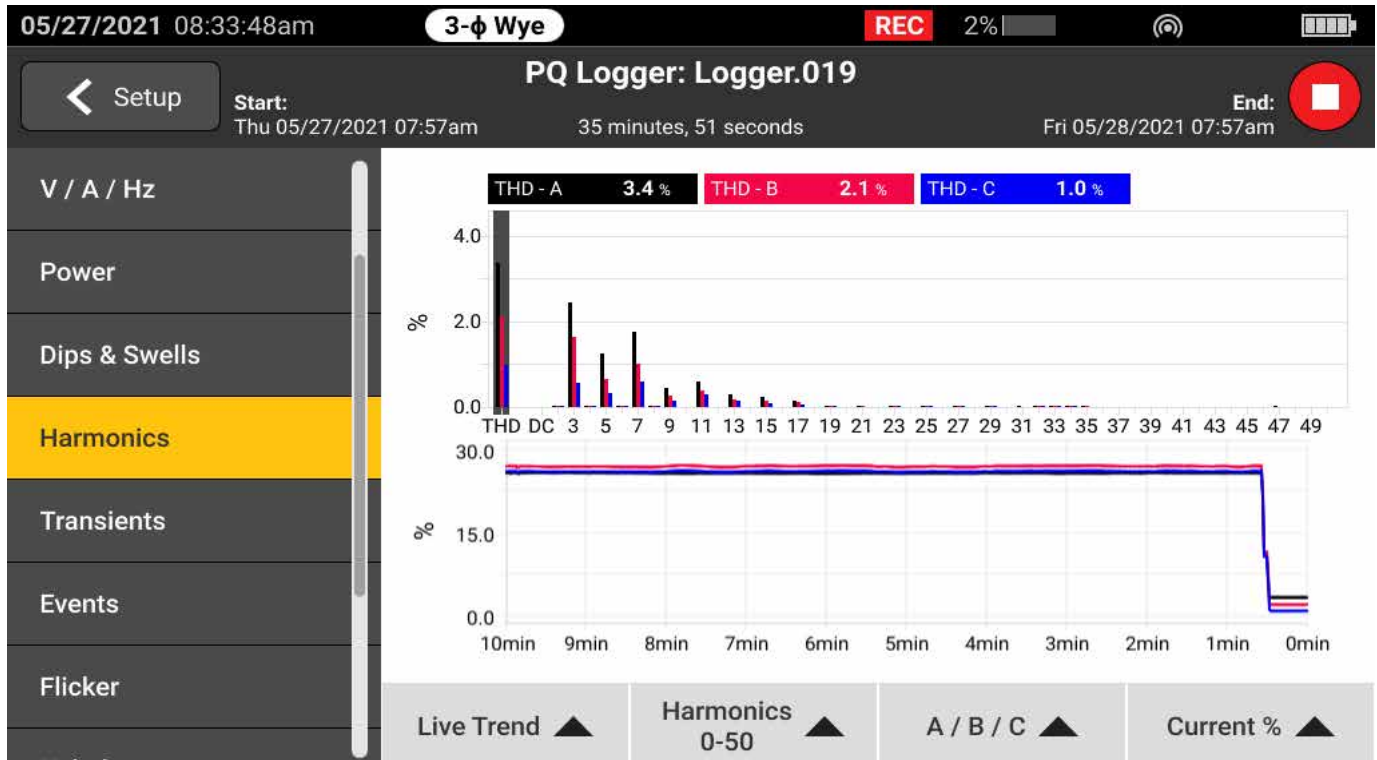 05/27/2021 08:33:48am 3-ϕ Wye REC 2%
PQ Logger: Logger.019
Setup
Start:
Thu 05/27/2021 07:57am
35 minutes, 51 seconds
End:
Fri 05/28/2021 07:57am
V / A / Hz
Power
Dips & Swells
Harmonics
Transients
Events
Flicker
THD - A 3.4 % THD - B 2.1 % THD - C 1.0 %
4.0
2.0
0.0
%
THD DC 3 5 7 9 11 13 15 17 19 21 23 25 27 29 31 33 35 37 39 41 43 45 47 49
30.0
15.0
0.0
%
10min 9min 8min 7min 6min 5min 4min 3min 2min 1min 0min
Live Trend
Harmonics
0-50
A / B / C
Current %